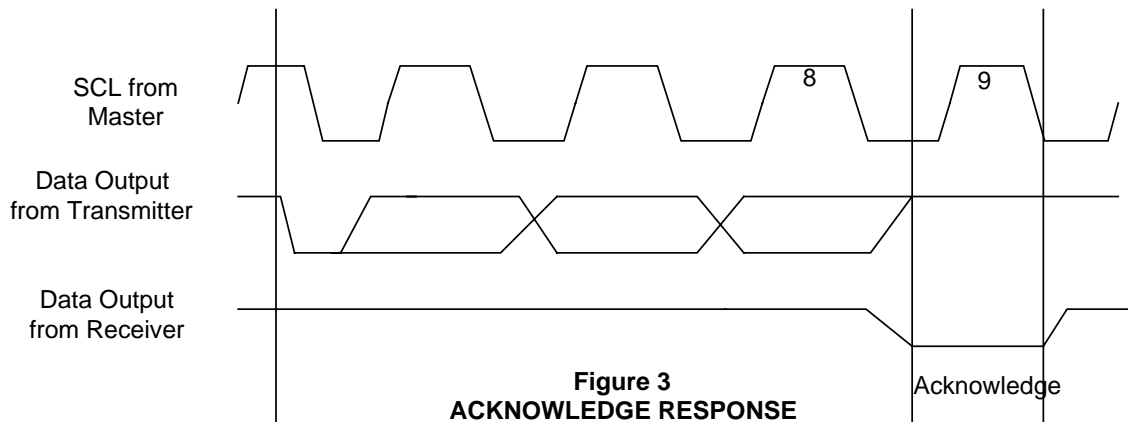 SCL from
Master
8
9
Data Output
from Transmitter
Data Output
from Receiver
Figure 3
ACKNOWLEDGE RESPONSE
Acknowledge